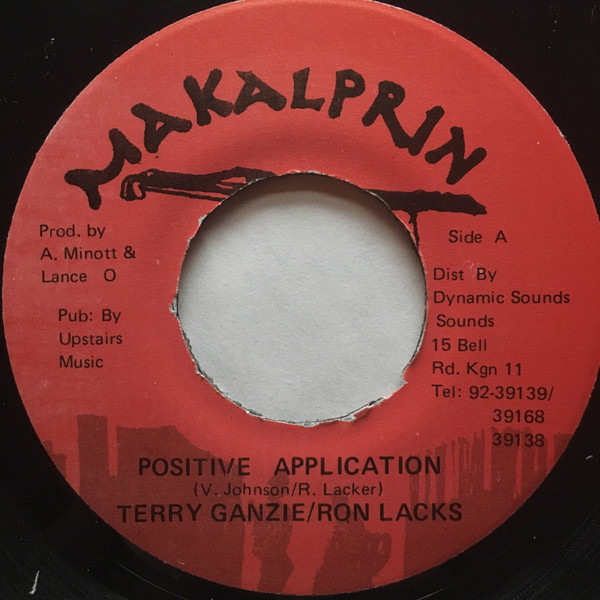 MAKALPRIN
Prod. by
A. Minott &
Lance O
Pub: By
Upstairs
Music
Side A
Dist By
Dynamic Sounds
Sounds
15 Bell
Rd. Kgn 11
Tel: 92-39139/
39168
39138
POSITIVE APPLICATION
(V. Johnson/R. Lacker)
TERRY GANZIE/RON LACKS